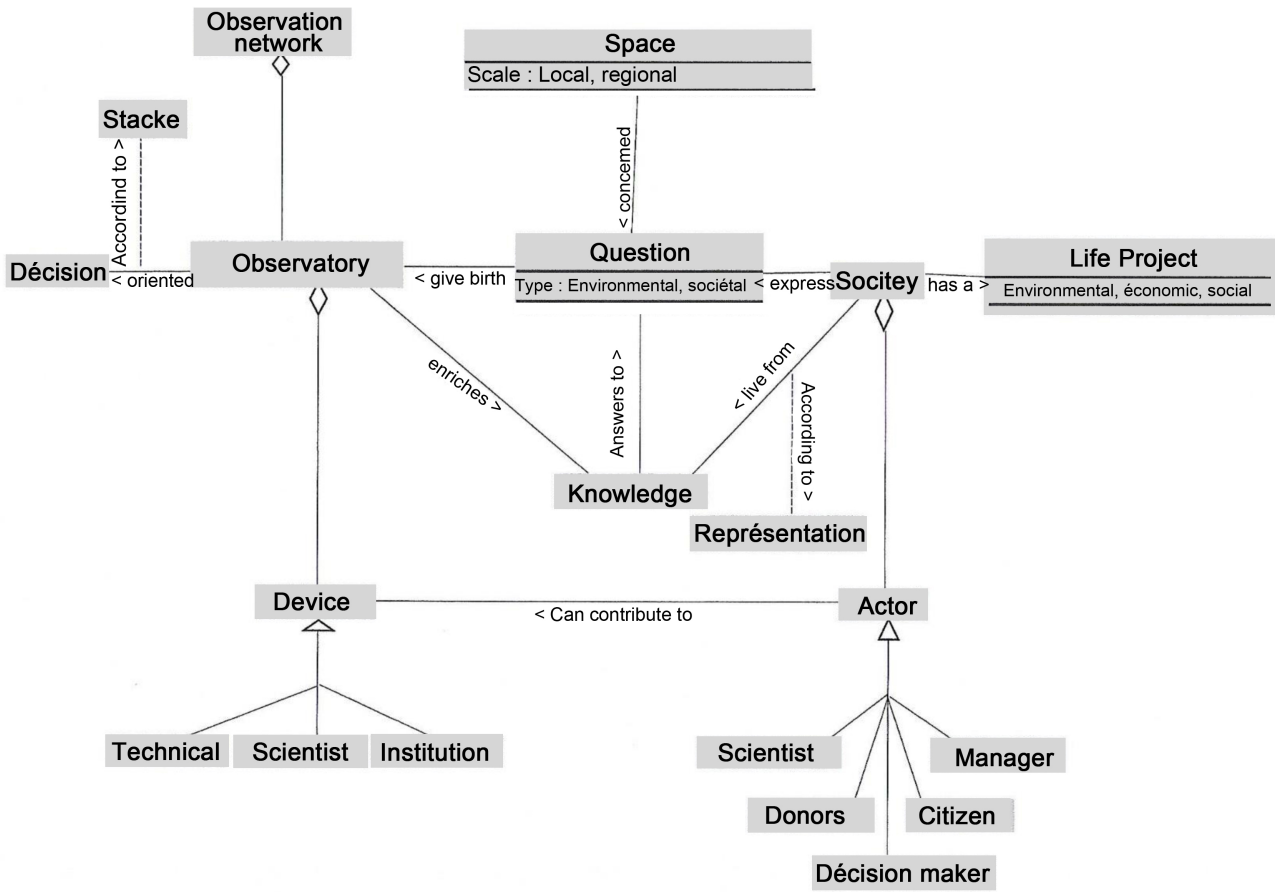 Observation
network
Space
Scale : Local, regional
Stacke
Accordind to >
< concerned
Décision
< oriented
Observatory
< give birth
Question
Type : Environmental, sociétal
< express
Socitey
has a >
Life Project
Environmental, économic, social
enriches >
Answers to >
< live from
According to >
Knowledge
Représentation
Device
< Can contribute to
Actor
Technical
Scientist
Institution
Scientist
Manager
Donors
Citizen
Décision maker